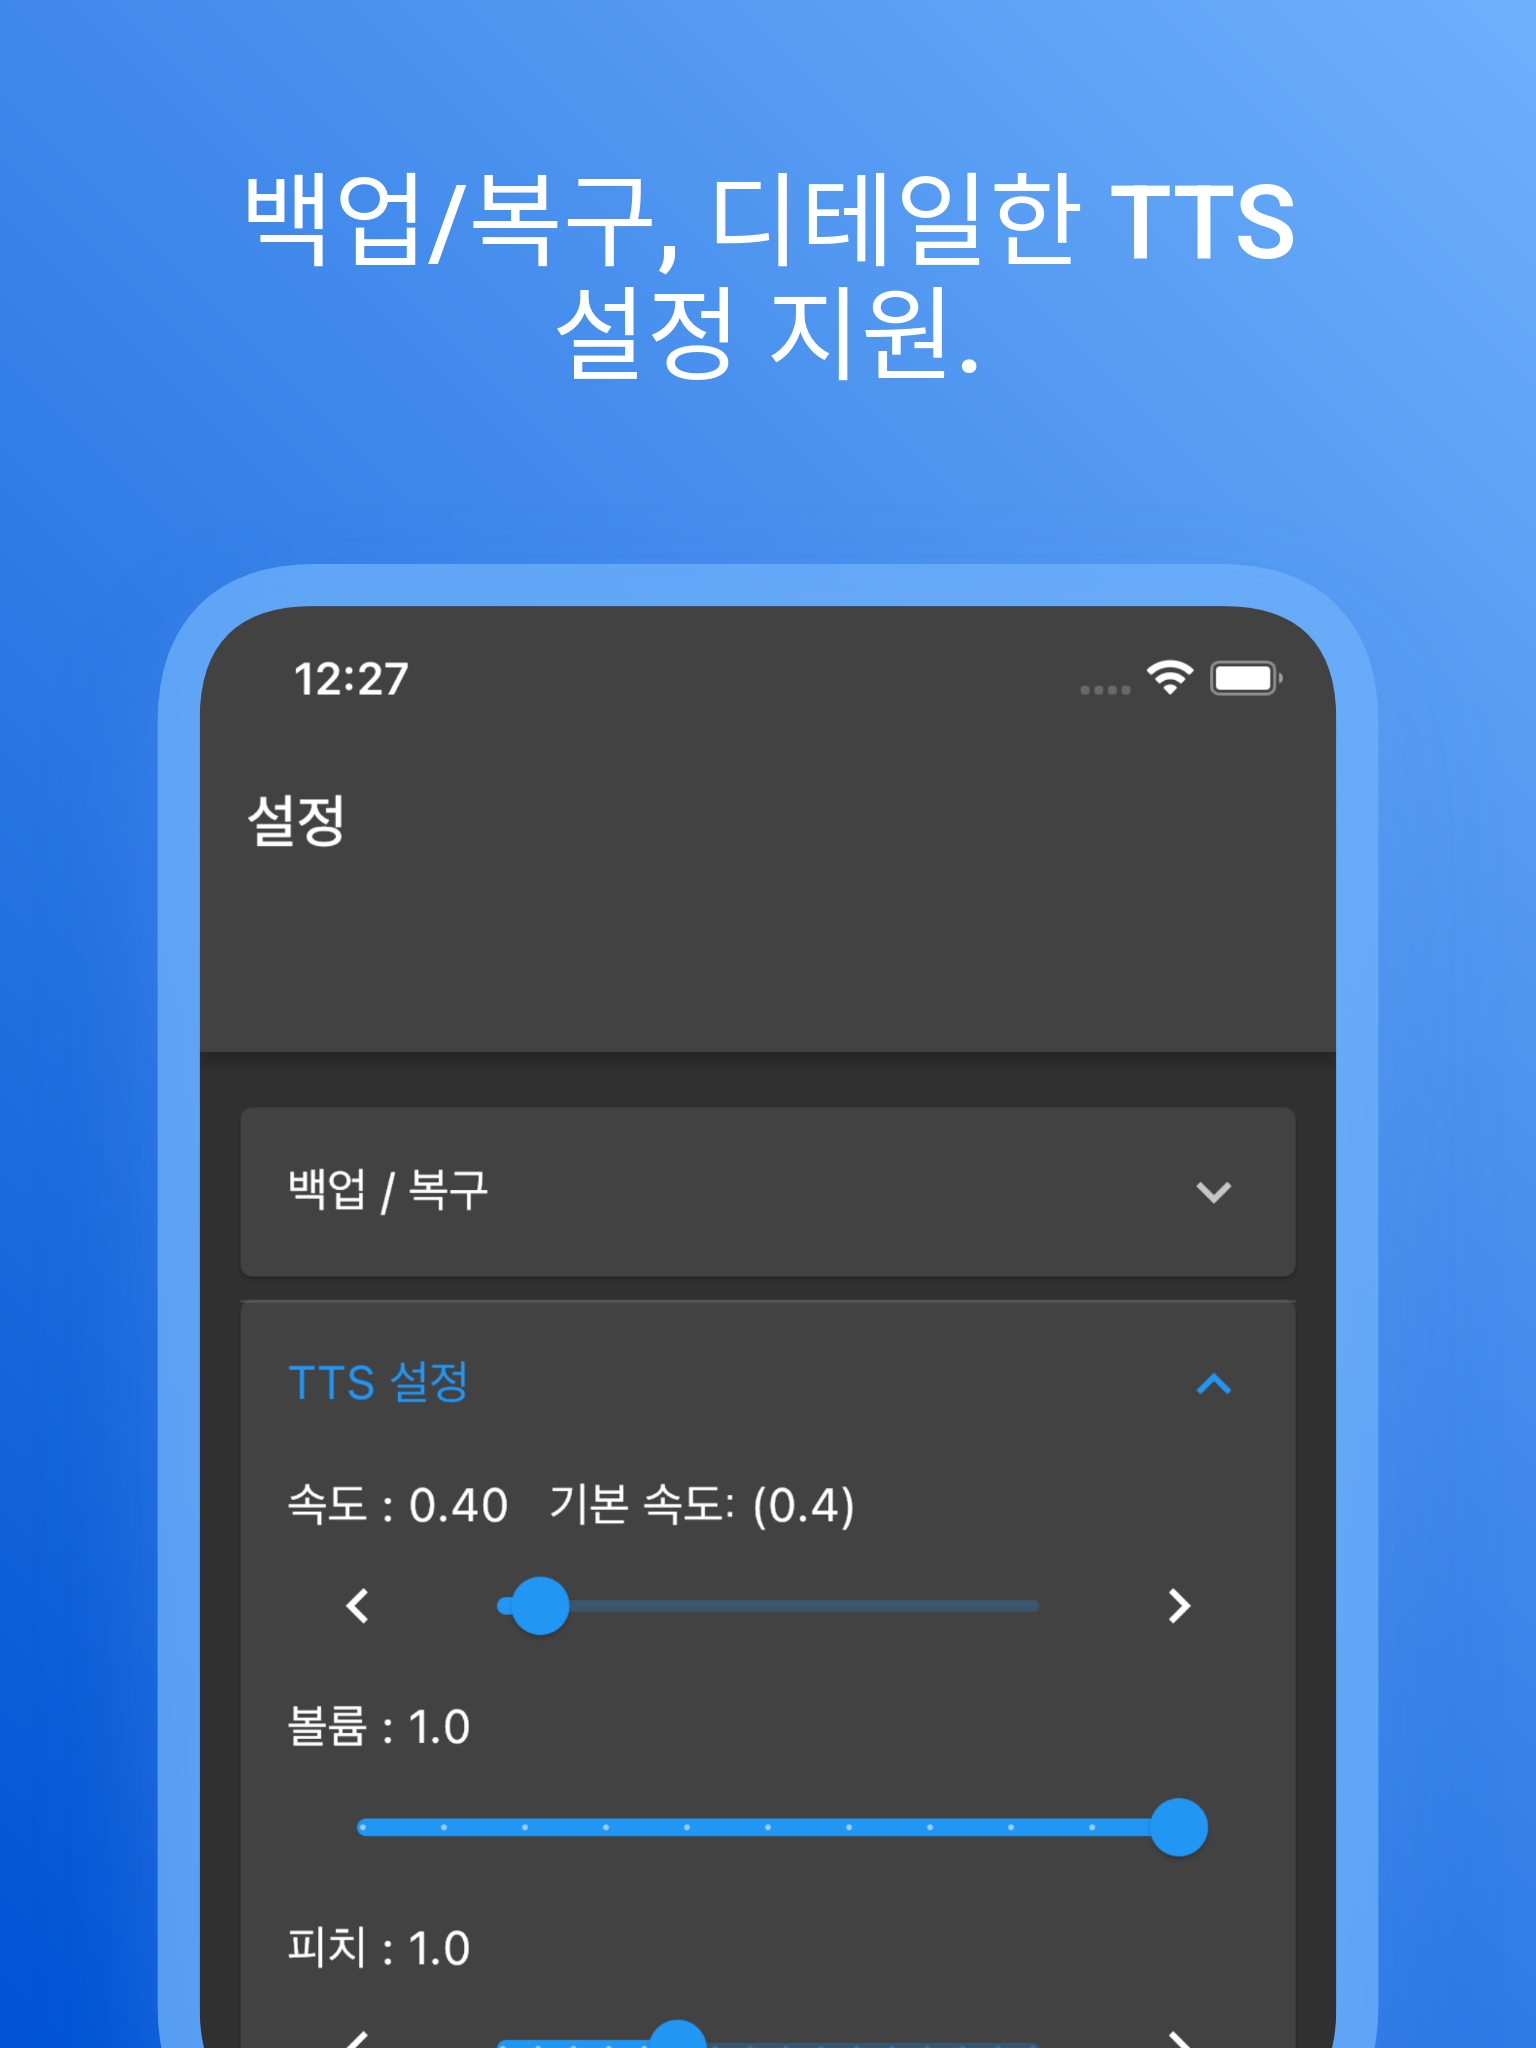 백업/복구, 디테일한 TTS
설정 지원.
12:27
설정
백업 / 복구
TTS 설정
속도 : 0.40 기본 속도: (0.4)
볼륨 : 1.0
피치 : 1.0